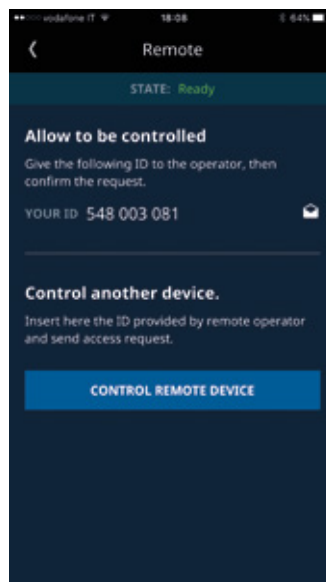 vodafone IT 18:08 64%
Remote
STATE: Ready
Allow to be controlled
Give the following ID to the operator, then
confirm the request.
YOUR ID 548 003 081
Control another device.
Insert here the ID provided by remote operator
and send access request.
CONTROL REMOTE DEVICE